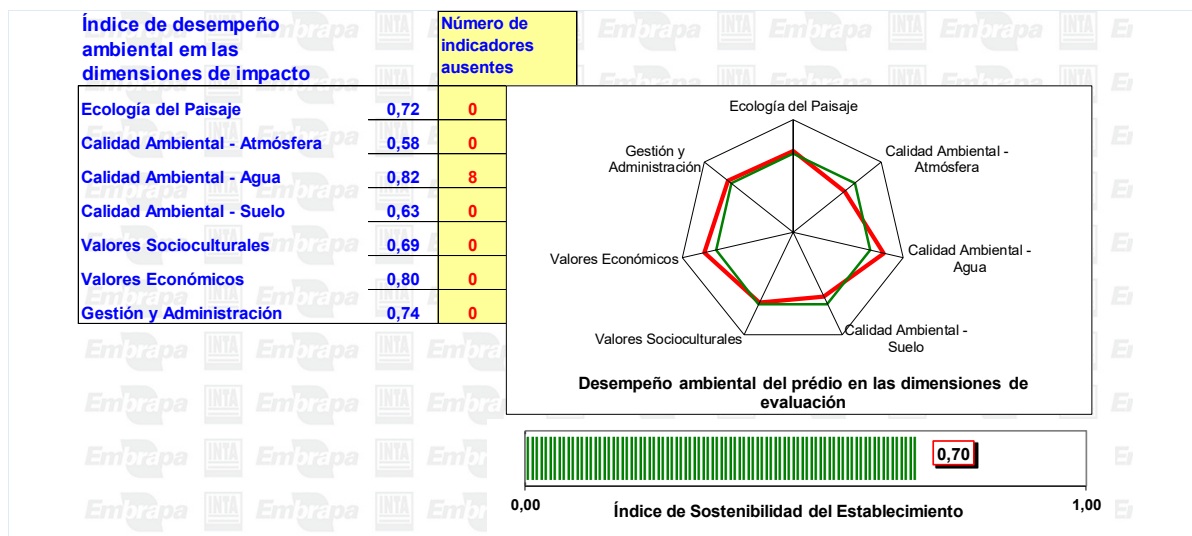 Índice de desempeño
ambiental em las
dimensiones de impacto
Número de
indicadores
ausentes
Ecología del Paisaje 0,72 0
Calidad Ambiental - Atmósfera 0,58 0
Calidad Ambiental - Agua 0,82 8
Calidad Ambiental - Suelo 0,63 0
Valores Socioculturales 0,69 0
Valores Económicos 0,80 0
Gestión y Administración 0,74 0
Ecología del Paisaje
Calidad Ambiental -
Atmósfera
Calidad Ambiental -
Agua
Calidad Ambiental -
Suelo
Valores Socioculturales
Valores Económicos
Gestión y
Administración
Desempeño ambiental del prédio en las dimensiones de
evaluación
0,70
0,00
1,00
Índice de Sostenibilidad del Establecimiento
Embrapa INTA